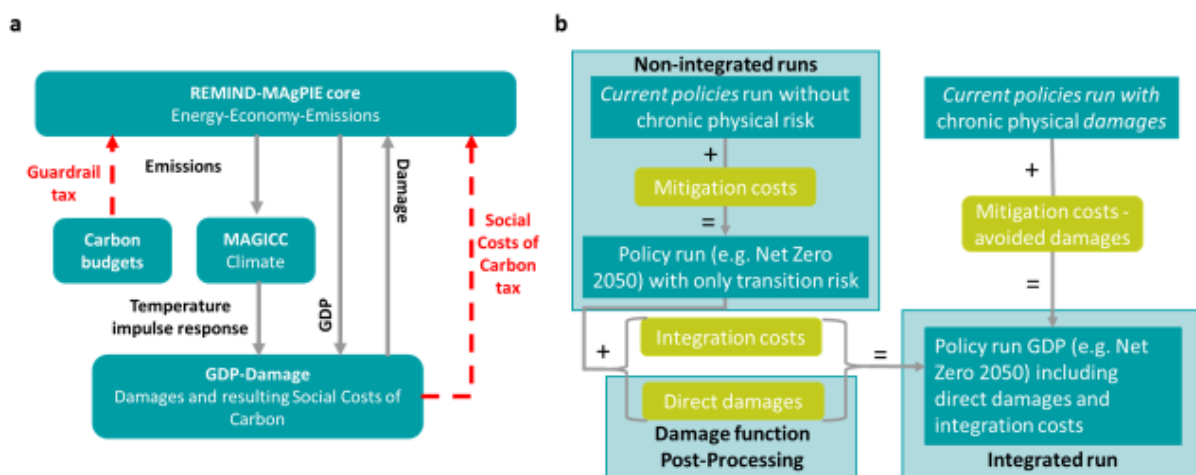 a
REMIND-MAgPIE core
Energy-Economy-Emissions
Guardrail
tax
Emissions
Damage
Social
Costs of
Carbon
tax
Carbon
budgets
MAGICC
Climate
Temperature
impulse response
GDP
GDP-Damage
Damages and resulting Social Costs of
Carbon
b
Non-integrated runs
Current policies run without
chronic physical risk
+
Mitigation costs
=
Policy run (e.g. Net Zero
2050) with only transition risk
+
Integration costs
Direct damages
=
Damage function
Post-Processing
Current policies run with
chronic physical damages
+
Mitigation costs -
avoided damages
=
Policy run GDP (e.g. Net
Zero 2050) including
direct damages and
integration costs
Integrated run